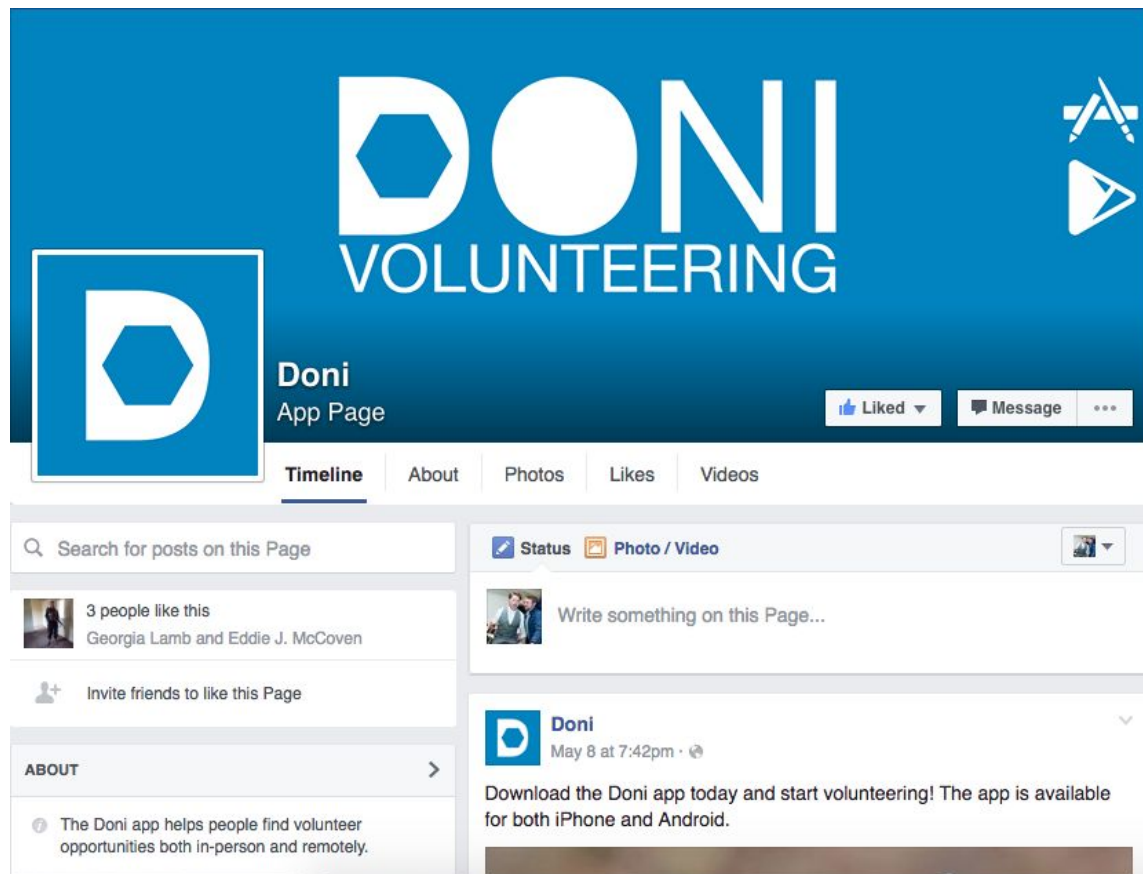 DONI
VOLUNTEERING
D
Doni
App Page
Liked
Message
Timeline
About
Photos
Likes
Videos
Search for posts on this Page
3 people like this
Georgia Lamb and Eddie J. McCoven
Invite friends to like this Page
ABOUT
The Doni app helps people find volunteer
opportunities both in-person and remotely.
Status
Photo / Video
Write something on this Page...
D
Doni
May 8 at 7:42pm ·
Download the Doni app today and start volunteering! The app is available
for both iPhone and Android.